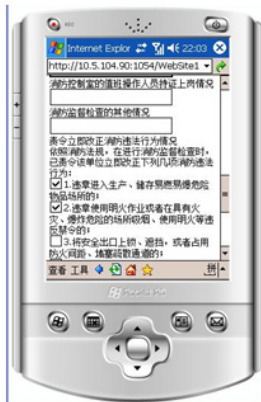 Internet Explor 22:03
http://10.5.104.90:1054/WebSite1
消防控制室的值班操作人员持证上岗情况
消防监督检查的其他情况
责令立即改正消防违法行为情况
依照消防法规，在进行消防监督检查时，
已责令该单位立即改正下列几项消防违法
行为：
1.违章进入生产、储存易燃易爆危险
物品场所的；
2.违章使用明火作业或者在具有火
灾、爆炸危险的场所吸烟、使用明火等违
反禁令的；
3.将安全出口上锁、遮挡，或者占用
防火间距、堵塞疏散通道的；
查看 工具 拼